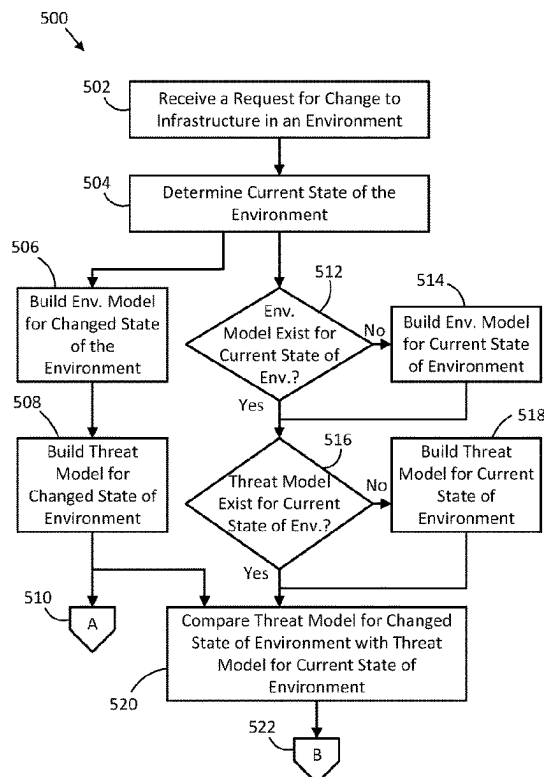 500
502
Receive a Request for Change to
Infrastructure in an Environment
504
Determine Current State of the
Environment
506
Build Env. Model
for Changed State
of the
Environment
512
Env.
Model Exist for
Current State of
Env.?
No
Yes
514
Build Env. Model
for Current State
of Environment
508
Build Threat
Model for
Changed State of
Environment
516
Threat Model
Exist for Current
State of Env.?
No
Yes
518
Build Threat
Model for Current
State of
Environment
510
A
Compare Threat Model for Changed
State of Environment with Threat
Model for Current State of
Environment
520
522
B